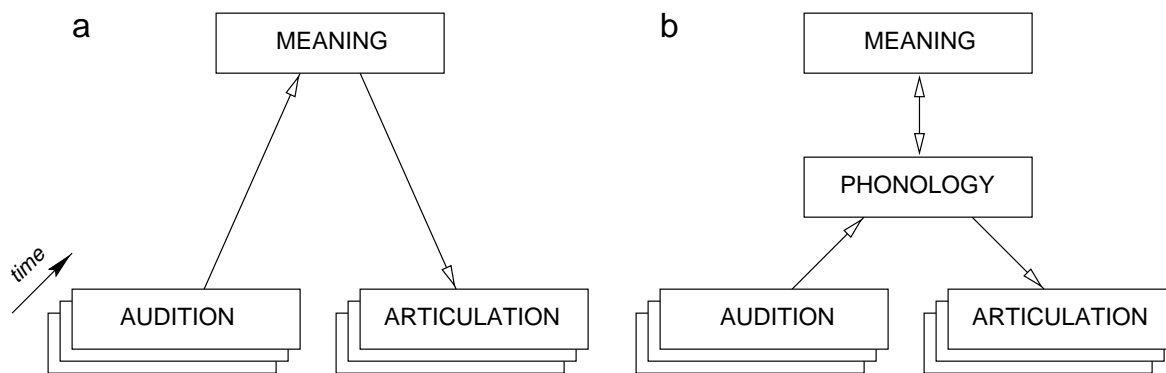 a
MEANING
time
AUDITION
ARTICULATION
b
MEANING
PHONOLOGY
AUDITION
ARTICULATION